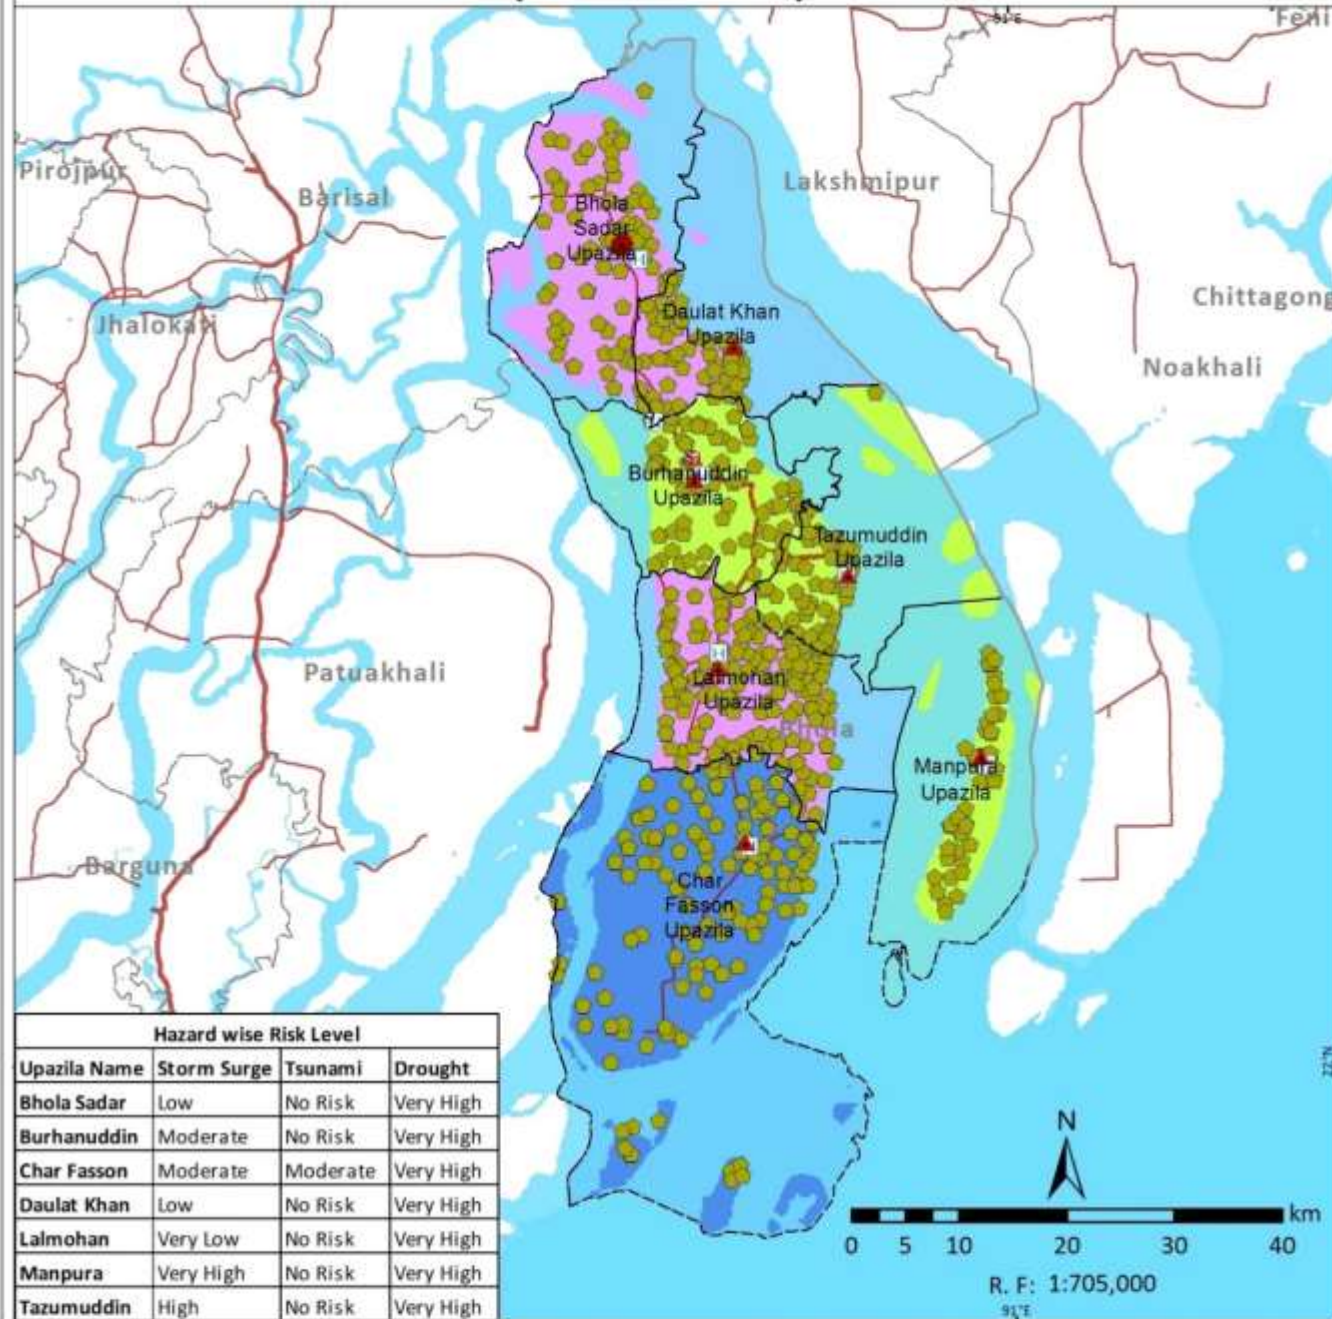 91°E
Feni
Pirojpur
Barisal
Lakshmipur
Bhola
Sadar
Upazila
H
Chittagong
Daulat Khan
Upazila
Jhalokati
Noakhali
Burhanuddin
Upazila
Tazumuddin
Upazila
Patuakhali
H
Lalmohan
Upazila
Bhola
Manpura
Upazila
Barguna
Char
Fasson
Upazila
Hazard wise Risk Level
Upazila Name Storm Surge Tsunami Drought
Bhola Sadar Low No Risk Very High
Burhanuddin Moderate No Risk Very High
Char Fasson Moderate Moderate Very High
Daulat Khan Low No Risk Very High
Lalmohan Very Low No Risk Very High
Manpura Very High No Risk Very High
Tazumuddin High No Risk Very High
22°N
N
km
0 5 10 20 30 40
R. F: 1:705,000
91°E